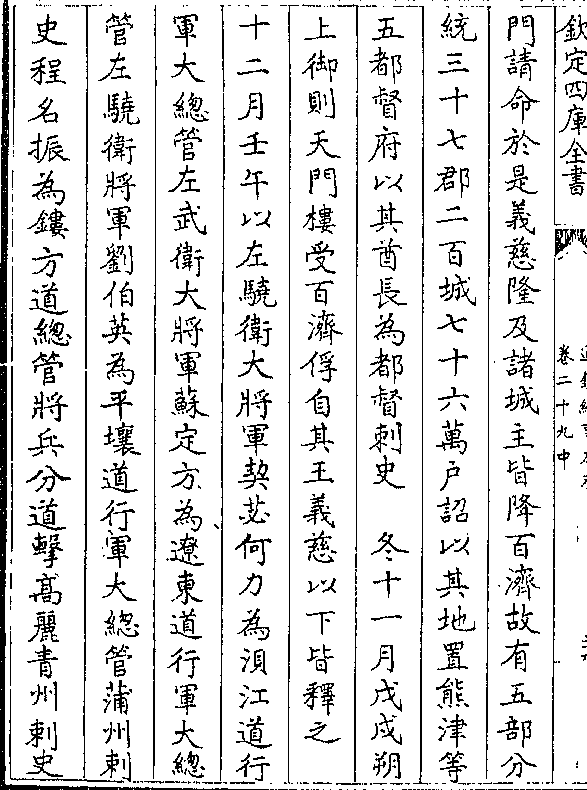 欽定四庫全書
卷二十九中
門請命於是義慈隆及諸城主皆降百濟故有五部分
統三十七郡二百城七十六萬戸詔以其地置熊津等
五都督府以其酋長為都督刺史　冬十一月戊戌朔
上御則天門樓受百濟俘自其王義慈以下皆釋之
十二月壬午以左驍衛大將軍契苾何力為浿江道行
軍大總管左武衛大將軍蘇定方為遼東道行軍大總
管左驍衛將軍劉伯英為平壤道行軍大總管蒲州刺
史程名振為鏤方道總管將兵分道擊高麗青州刺史